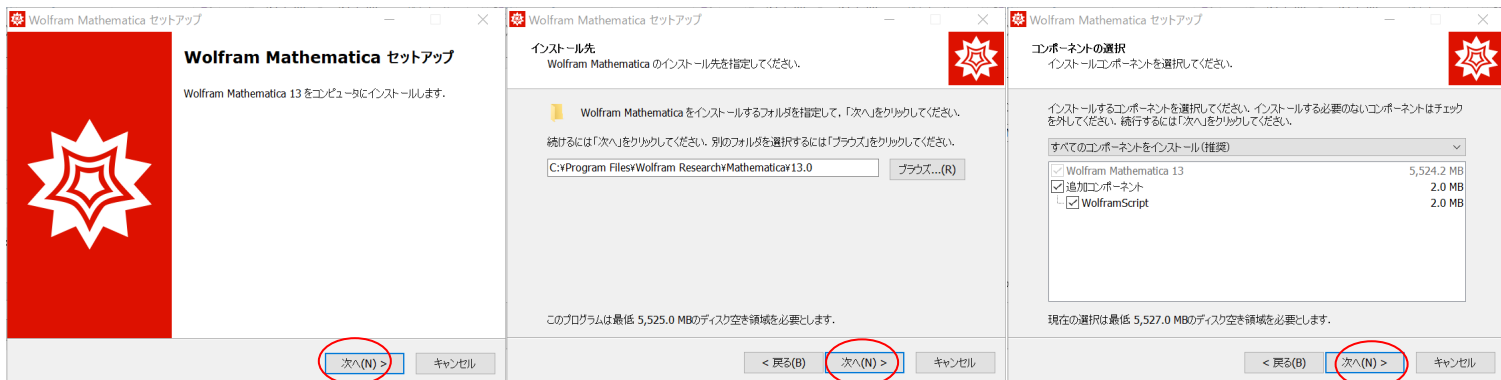 Wolfram Mathematica セットアップ
Wolfram Mathematica セットアップ
Wolfram Mathematica 13 をコンピュータにインストールします.
次へ(N) >
キャンセル
Wolfram Mathematica セットアップ
インストール先
Wolfram Mathematica のインストール先を指定してください.
Wolfram Mathematica をインストールするフォルダを指定して,「次へ」をクリックしてください.
続けるには「次へ」をクリックしてください. 別のフォルダを選択するには「ブラウズ」をクリックしてください.
C:¥Program Files¥Wolfram Research¥Mathematica¥13.0
ブラウズ...(R)
このプログラムは最低 5,525.0 MBのディスク空き領域を必要とします.
< 戻る(B)
次へ(N) >
キャンセル
Wolfram Mathematica セットアップ
コンポーネントの選択
インストールコンポーネントを選択してください.
インストールするコンポーネントを選択してください. インストールする必要のないコンポーネントはチェック
を外してください. 続行するには「次へ」をクリックしてください.
すべてのコンポーネントをインストール(推奨)
Wolfram Mathematica 13 5,524.2 MB
追加コンポーネント 2.0 MB
WolframScript 2.0 MB
現在の選択は最低 5,527.0 MBのディスク空き領域を必要とします.
< 戻る(B)
次へ(N) >
キャンセル